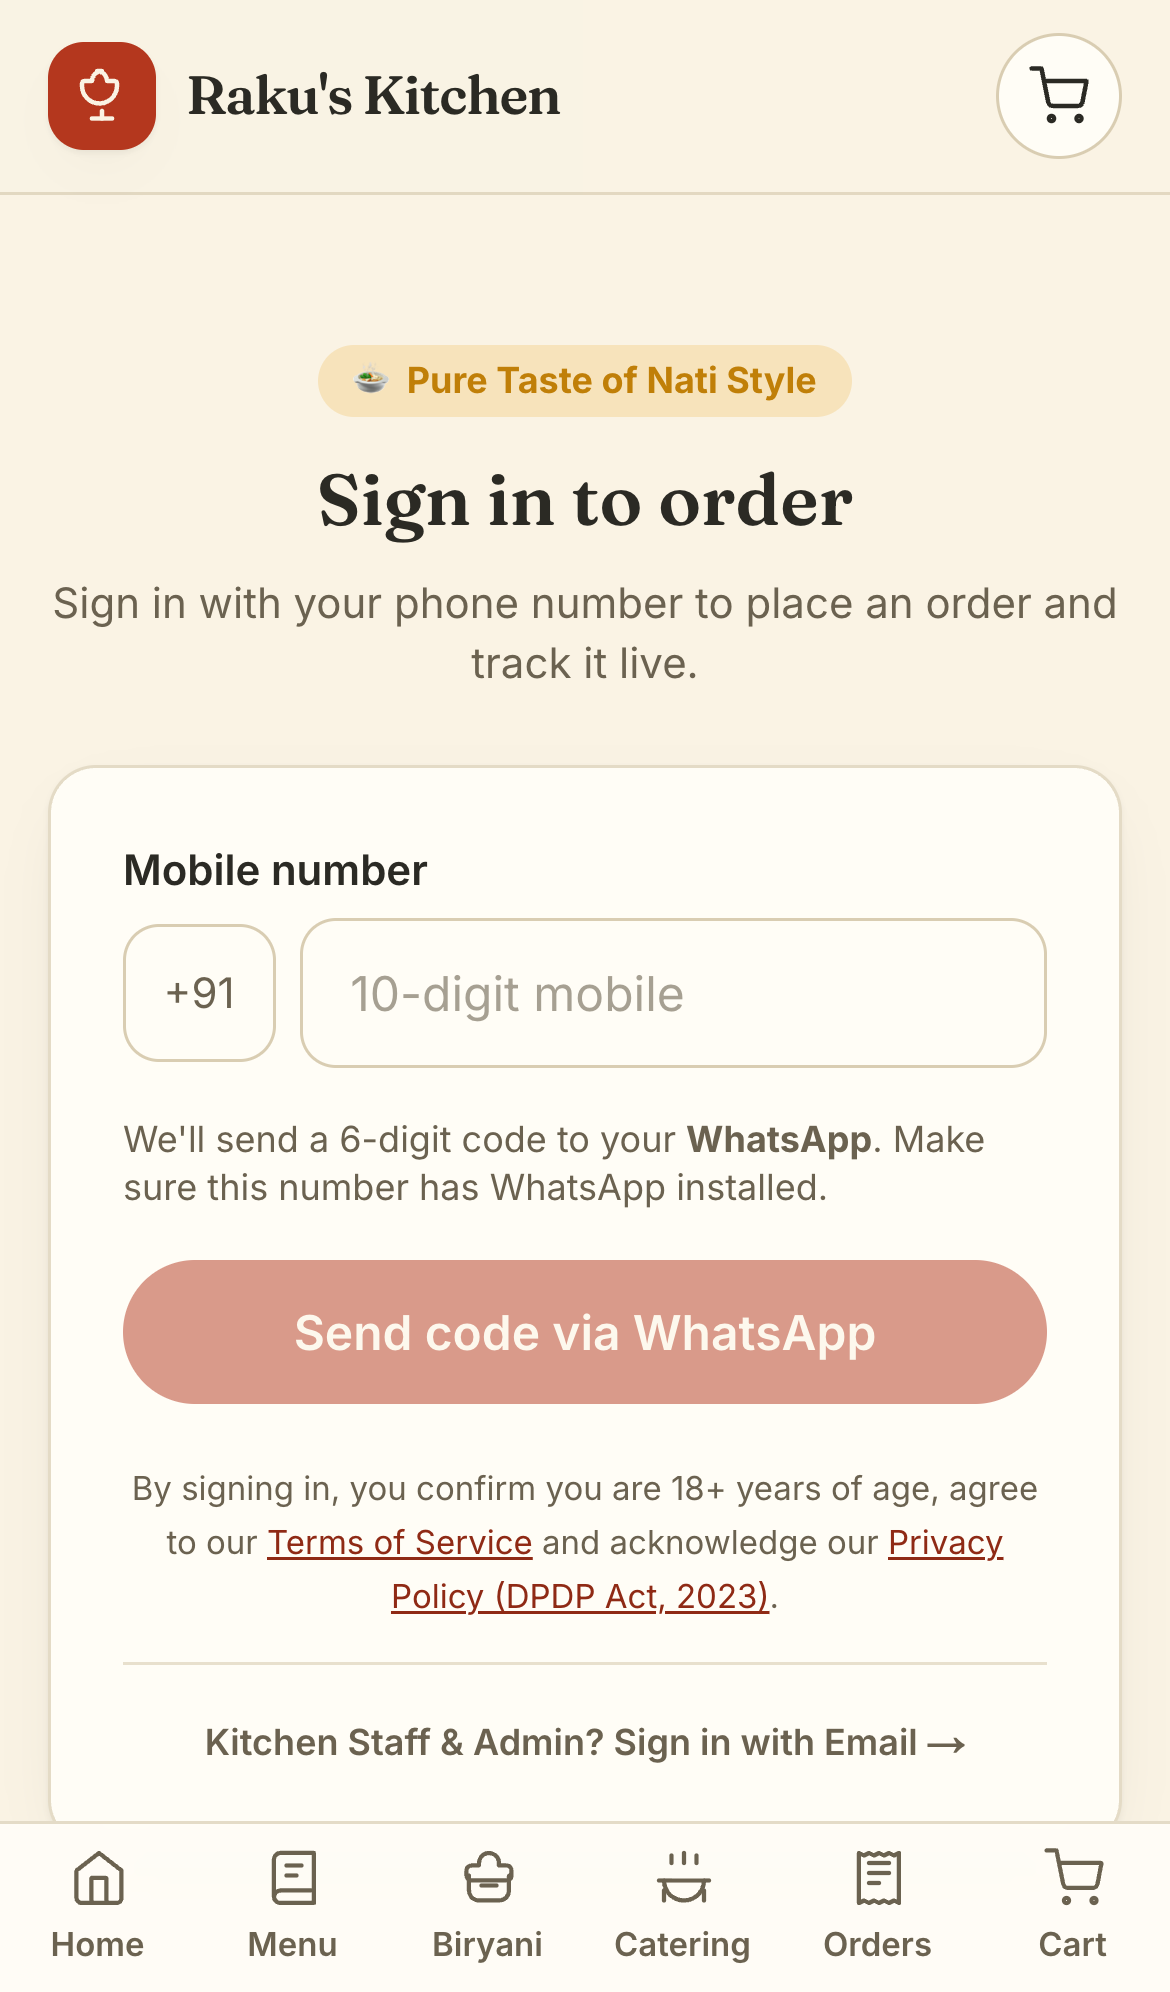 Raku's Kitchen
Pure Taste of Nati Style
Sign in to order
Sign in with your phone number to place an order and
track it live.
Mobile number
+91
10-digit mobile
We'll send a 6-digit code to your WhatsApp. Make
sure this number has WhatsApp installed.
Send code via WhatsApp
By signing in, you confirm you are 18+ years of age, agree
to our Terms of Service and acknowledge our Privacy
Policy (DPDP Act, 2023).
Kitchen Staff & Admin? Sign in with Email →
Home
Menu
Biryani
Catering
Orders
Cart